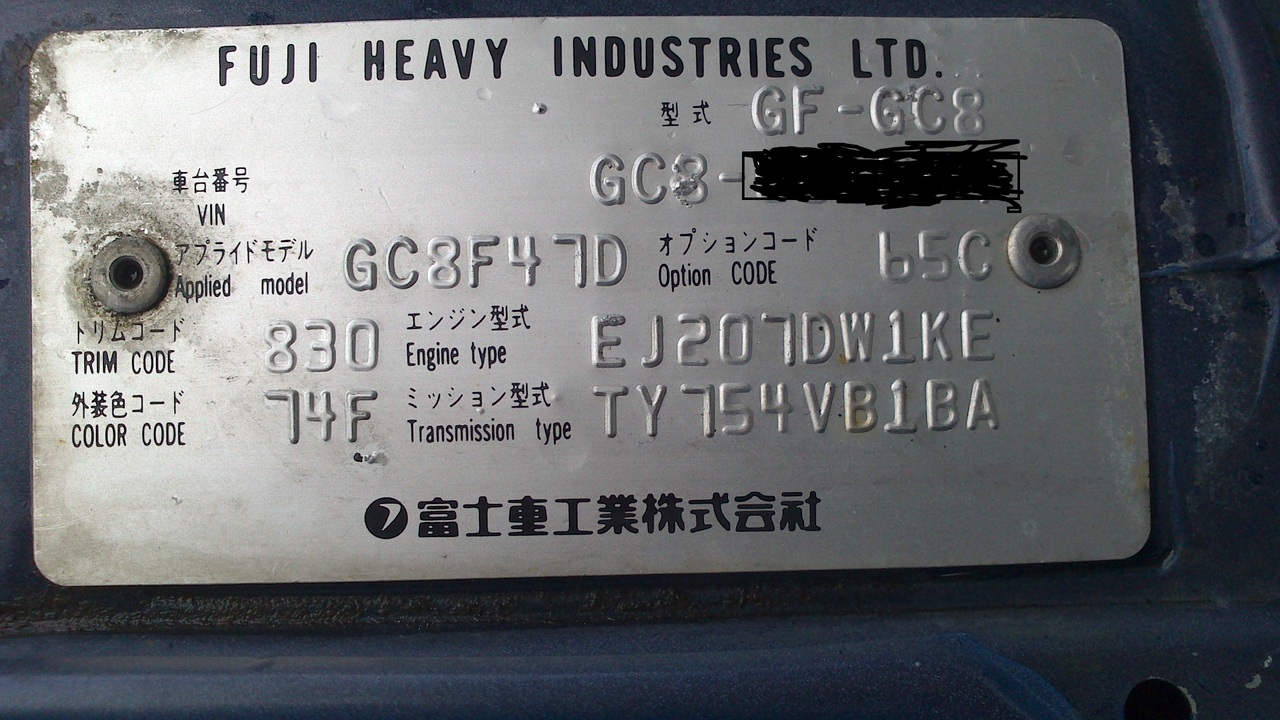 FUJI HEAVY INDUSTRIES LTD.
型式 GF-GC8
車台番号 GC8-
VIN
アプライドモデル GC8F47D オプションコード 65C
Applied model Option CODE
トリムコード 830 エンジン型式 EJ207DW1KE
TRIM CODE Engine type
外装色コード 74F ミッション型式 TY754VB1BA
COLOR CODE Transmission type
富士重工業株式会社